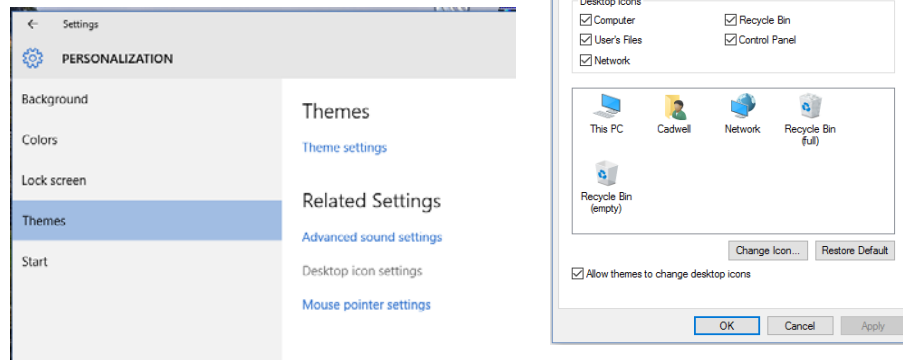 ← Settings
PERSONALIZATION
Background
Colors
Lock screen
Themes
Start
Themes
Theme settings
Related Settings
Advanced sound settings
Desktop icon settings
Mouse pointer settings
Desktop icons
Computer
Recycle Bin
User's Files
Control Panel
Network
This PC
Cadwell
Network
Recycle Bin
(full)
Recycle Bin
(empty)
Change Icon...
Restore Default
Allow themes to change desktop icons
OK
Cancel
Apply